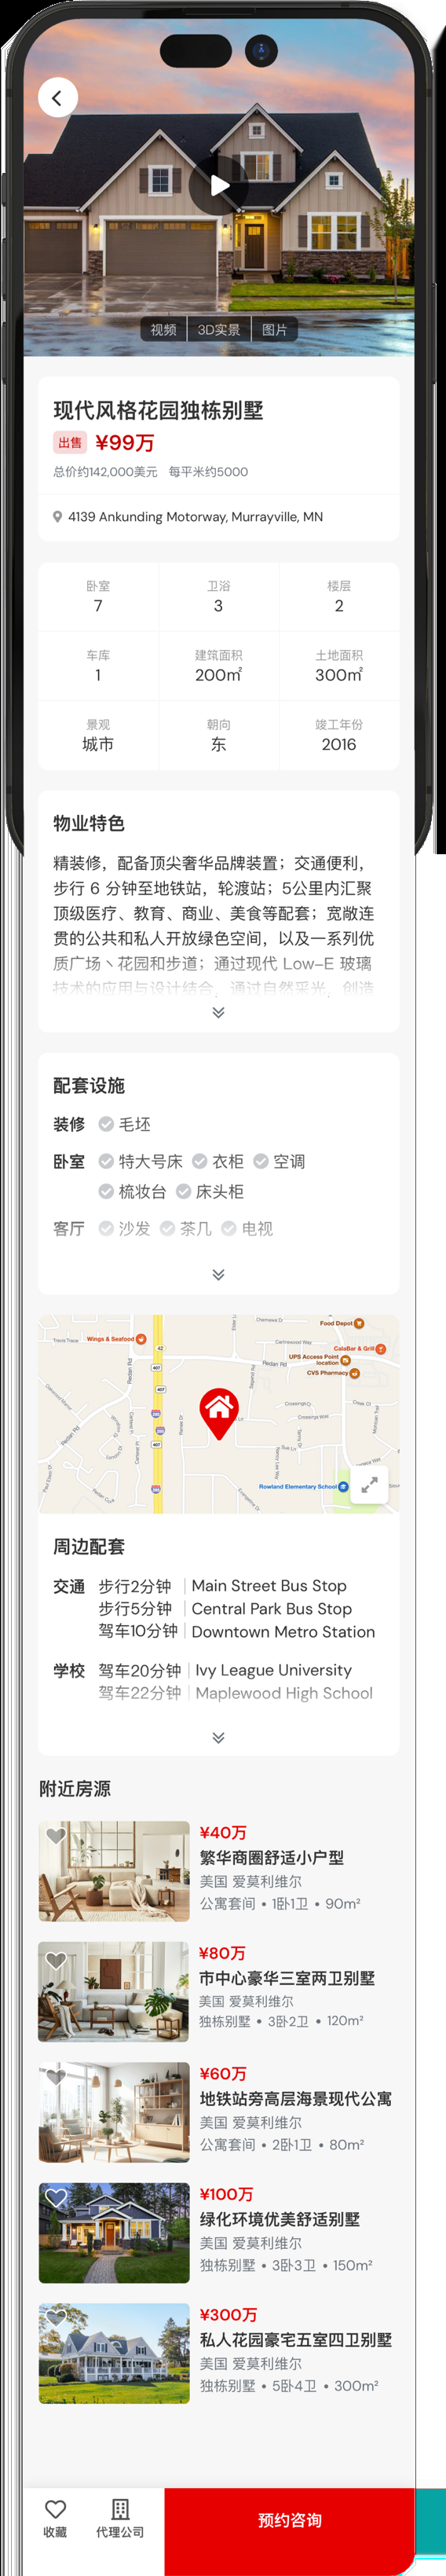 视频 3D实景 图片
现代风格花园独栋别墅
出售 ¥99万
总价约142,000美元 每平米约5000
4139 Ankunding Motorway, Murrayville, MN
卧室 卫浴 楼层
7 3 2
车库 建筑面积 土地面积
1 200㎡ 300㎡
景观 朝向 竣工年份
城市 东 2016
物业特色
精装修，配备顶尖奢华品牌装置；交通便利，
步行 6 分钟至地铁站，轮渡站；5公里内汇聚
顶级医疗、教育、商业、美食等配套；宽敞连
贯的公共和私人开放绿色空间，以及一系列优
质广场丶花园和步道；通过现代 Low-E 玻璃
技术的应用与设计结合，通过自然采光，创造
配套设施
装修 毛坯
卧室 特大号床 衣柜 空调
梳妆台 床头柜
客厅 沙发 茶几 电视
Food Depot
Wings & Seafood
CalaBar & Grill
UPS Access Point
location
CVS Pharmacy
Redan Rd
Rowland Elementary School
周边配套
交通 步行2分钟 Main Street Bus Stop
步行5分钟 Central Park Bus Stop
驾车10分钟 Downtown Metro Station
学校 驾车20分钟 Ivy League University
驾车22分钟 Maplewood High School
附近房源
¥40万
繁华商圈舒适小户型
美国 爱莫利维尔
公寓套间 • 1卧1卫 • 90m²
¥80万
市中心豪华三室两卫别墅
美国 爱莫利维尔
独栋别墅 • 3卧2卫 • 120m²
¥60万
地铁站旁高层海景现代公寓
美国 爱莫利维尔
公寓套间 • 2卧1卫 • 80m²
¥100万
绿化环境优美舒适别墅
美国 爱莫利维尔
独栋别墅 • 3卧3卫 • 150m²
¥300万
私人花园豪宅五室四卫别墅
美国 爱莫利维尔
独栋别墅 • 5卧4卫 • 300m²
收藏 代理公司 预约咨询